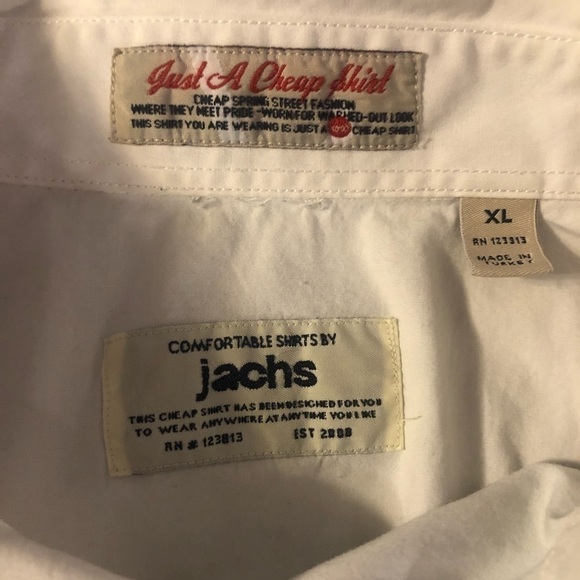 Just A Cheap Shirt
CHEAP SPRING STREET FASHION
WHERE THEY MEET PRIDE-WORN FOR WASHED-OUT LOOK
THIS SHIRT YOU ARE WEARING IS JUST A CHEAP SHIRT
XL
RN 123813
MADE IN
TURKEY
COMFORTABLE SHIRTS BY
jachs
THIS CHEAP SHIRT HAS BEEN DESIGNED FOR YOU
TO WEAR ANYWHERE AT ANYTIME YOU LIKE
RN # 123813 EST 2000